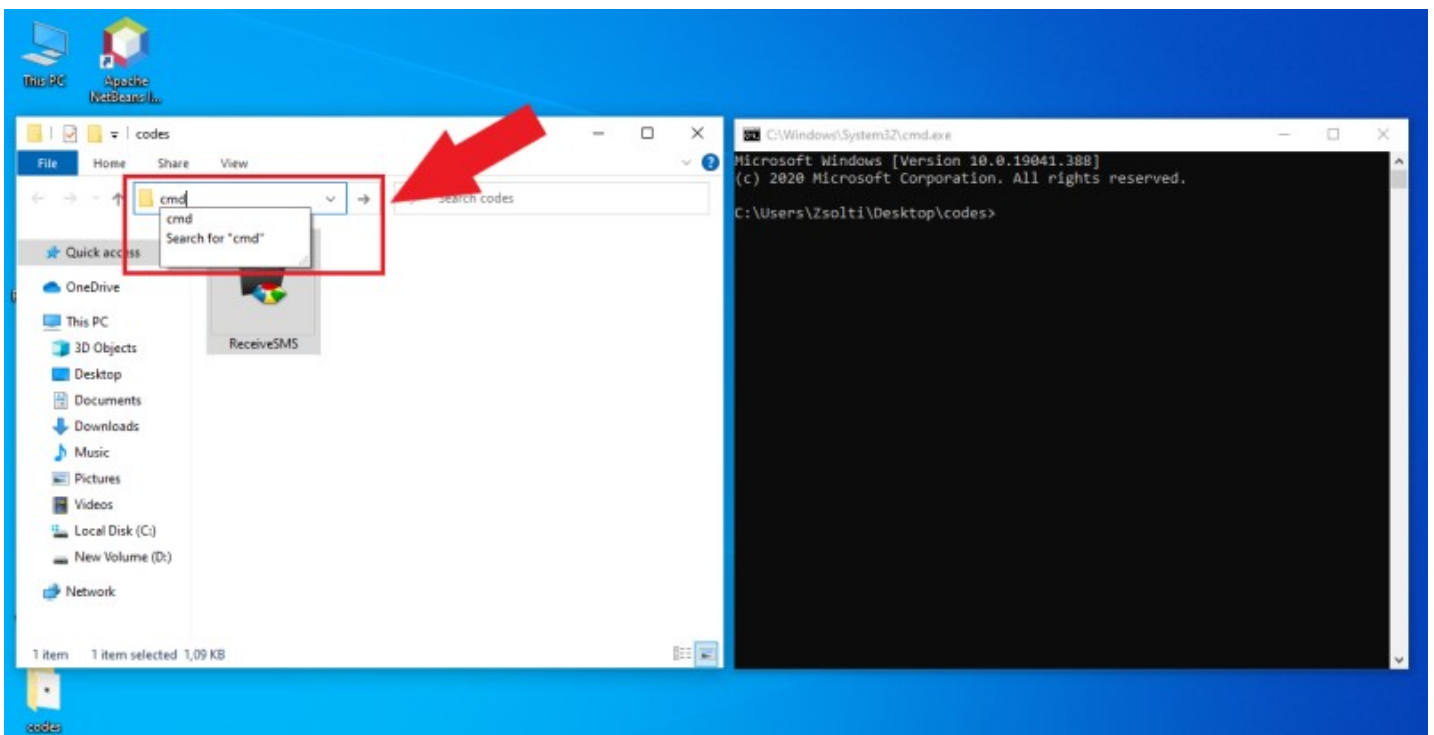 This PC
Apache
NetBeans I...
codes
File Home Share View
cmd
Search codes
cmd
Search for "cmd"
Quick access
OneDrive
This PC
3D Objects
Desktop
Documents
Downloads
Music
Pictures
Videos
Local Disk (C:)
New Volume (D:)
Network
ReceiveSMS
1 item 1 item selected 1,09 KB
codes
C:\Windows\System32\cmd.exe
Microsoft Windows [Version 10.0.19041.388]
(c) 2020 Microsoft Corporation. All rights reserved.
C:\Users\Zsolti\Desktop\codes>